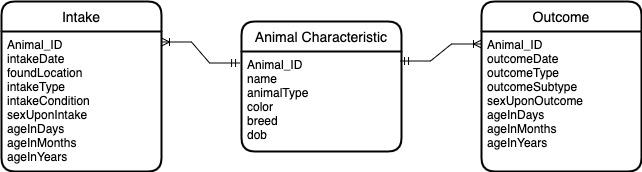 Intake
Animal_ID
intakeDate
foundLocation
intakeType
intakeCondition
sexUponIntake
ageInDays
ageInMonths
ageInYears
Animal Characteristic
Animal_ID
name
animalType
color
breed
dob
Outcome
Animal_ID
outcomeDate
outcomeType
outcomeSubtype
sexUponOutcome
ageInDays
ageInMonths
ageInYears